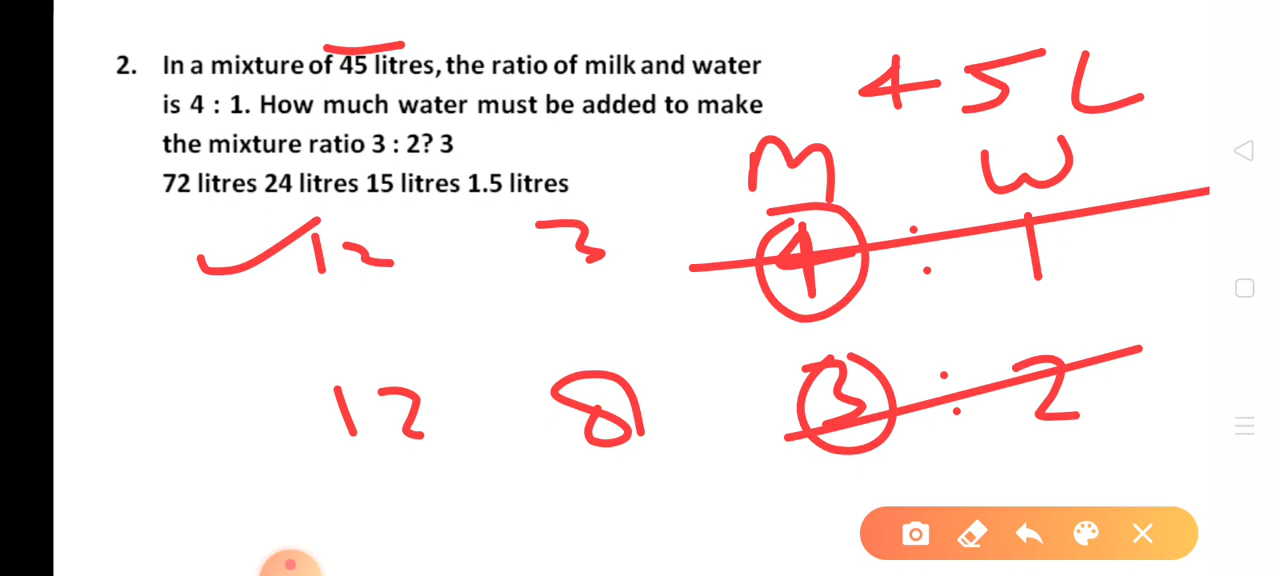 2. In a mixture of 45 litres, the ratio of milk and water
is 4 : 1. How much water must be added to make
the mixture ratio 3 : 2? 3
72 litres 24 litres 15 litres 1.5 litres
45 L
M W
12 3 4 : 1
12 8 3 : 2